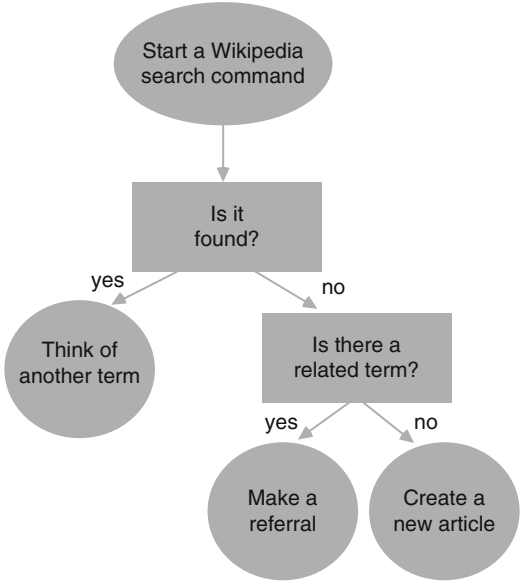 Start a Wikipedia
search command
Is it
found?
yes
no
Think of
another term
Is there a
related term?
yes
no
Make a
referral
Create a
new article